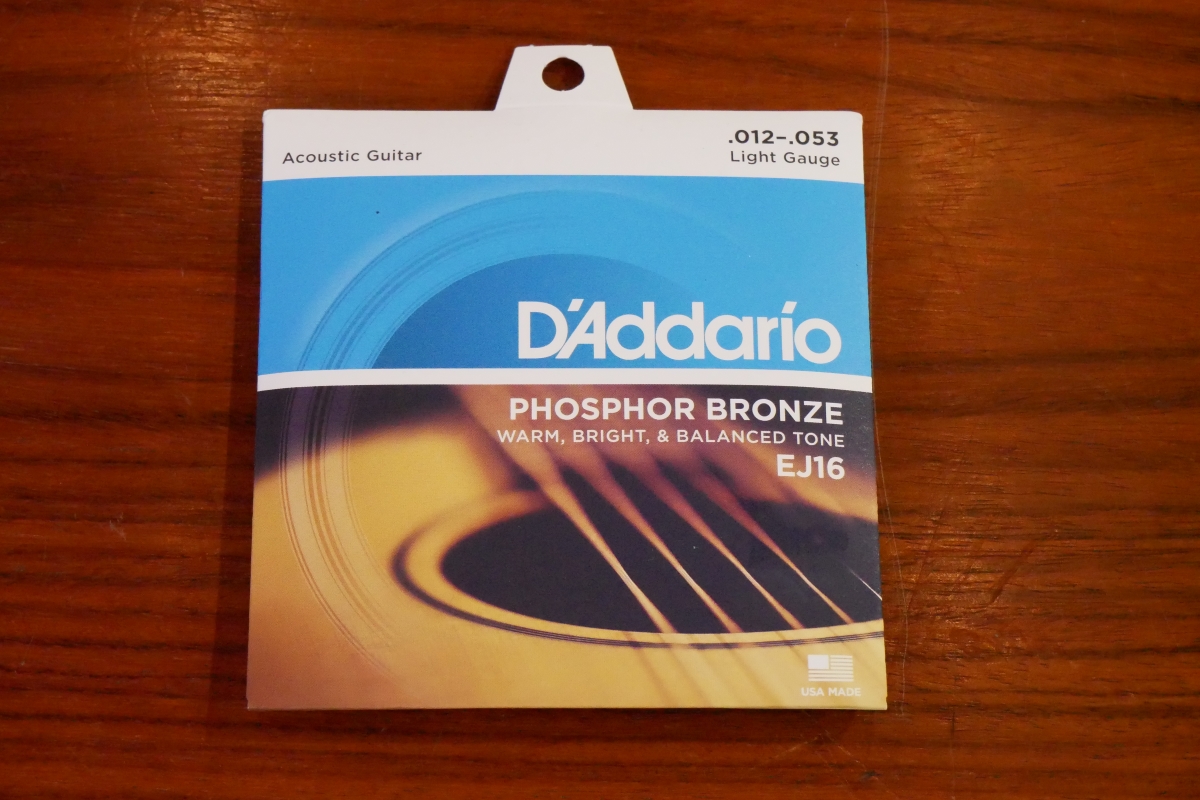 Acoustic Guitar
.012–.053
Light Gauge
D'Addario
PHOSPHOR BRONZE
WARM, BRIGHT, & BALANCED TONE
EJ16
USA MADE